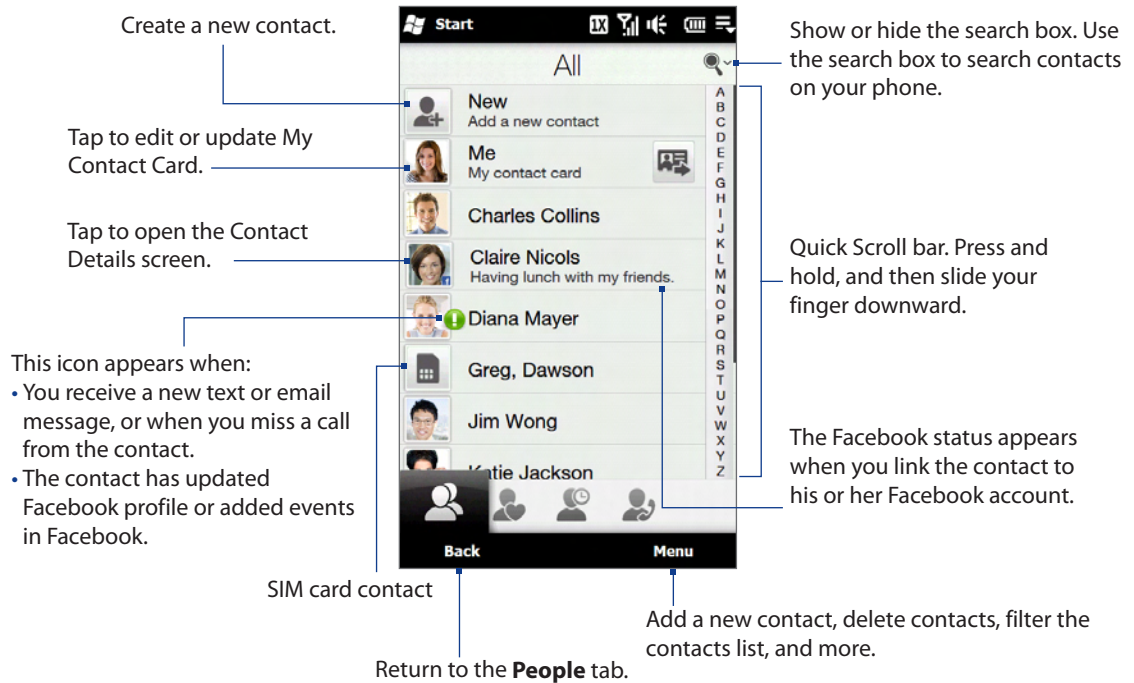 Create a new contact.
Tap to edit or update My
Contact Card.
Tap to open the Contact
Details screen.
This icon appears when:
• You receive a new text or email
message, or when you miss a call
from the contact.
• The contact has updated
Facebook profile or added events
in Facebook.
SIM card contact
Return to the People tab.
Start
1X
All
New
Add a new contact
Me
My contact card
Charles Collins
Claire Nicols
Having lunch with my friends.
Diana Mayer
Greg, Dawson
Jim Wong
Katie Jackson
A
B
C
D
E
F
G
H
I
J
K
L
M
N
O
P
Q
R
S
T
U
V
W
X
Y
Z
Back
Menu
Show or hide the search box. Use
the search box to search contacts
on your phone.
Quick Scroll bar. Press and
hold, and then slide your
finger downward.
The Facebook status appears
when you link the contact to
his or her Facebook account.
Add a new contact, delete contacts, filter the
contacts list, and more.